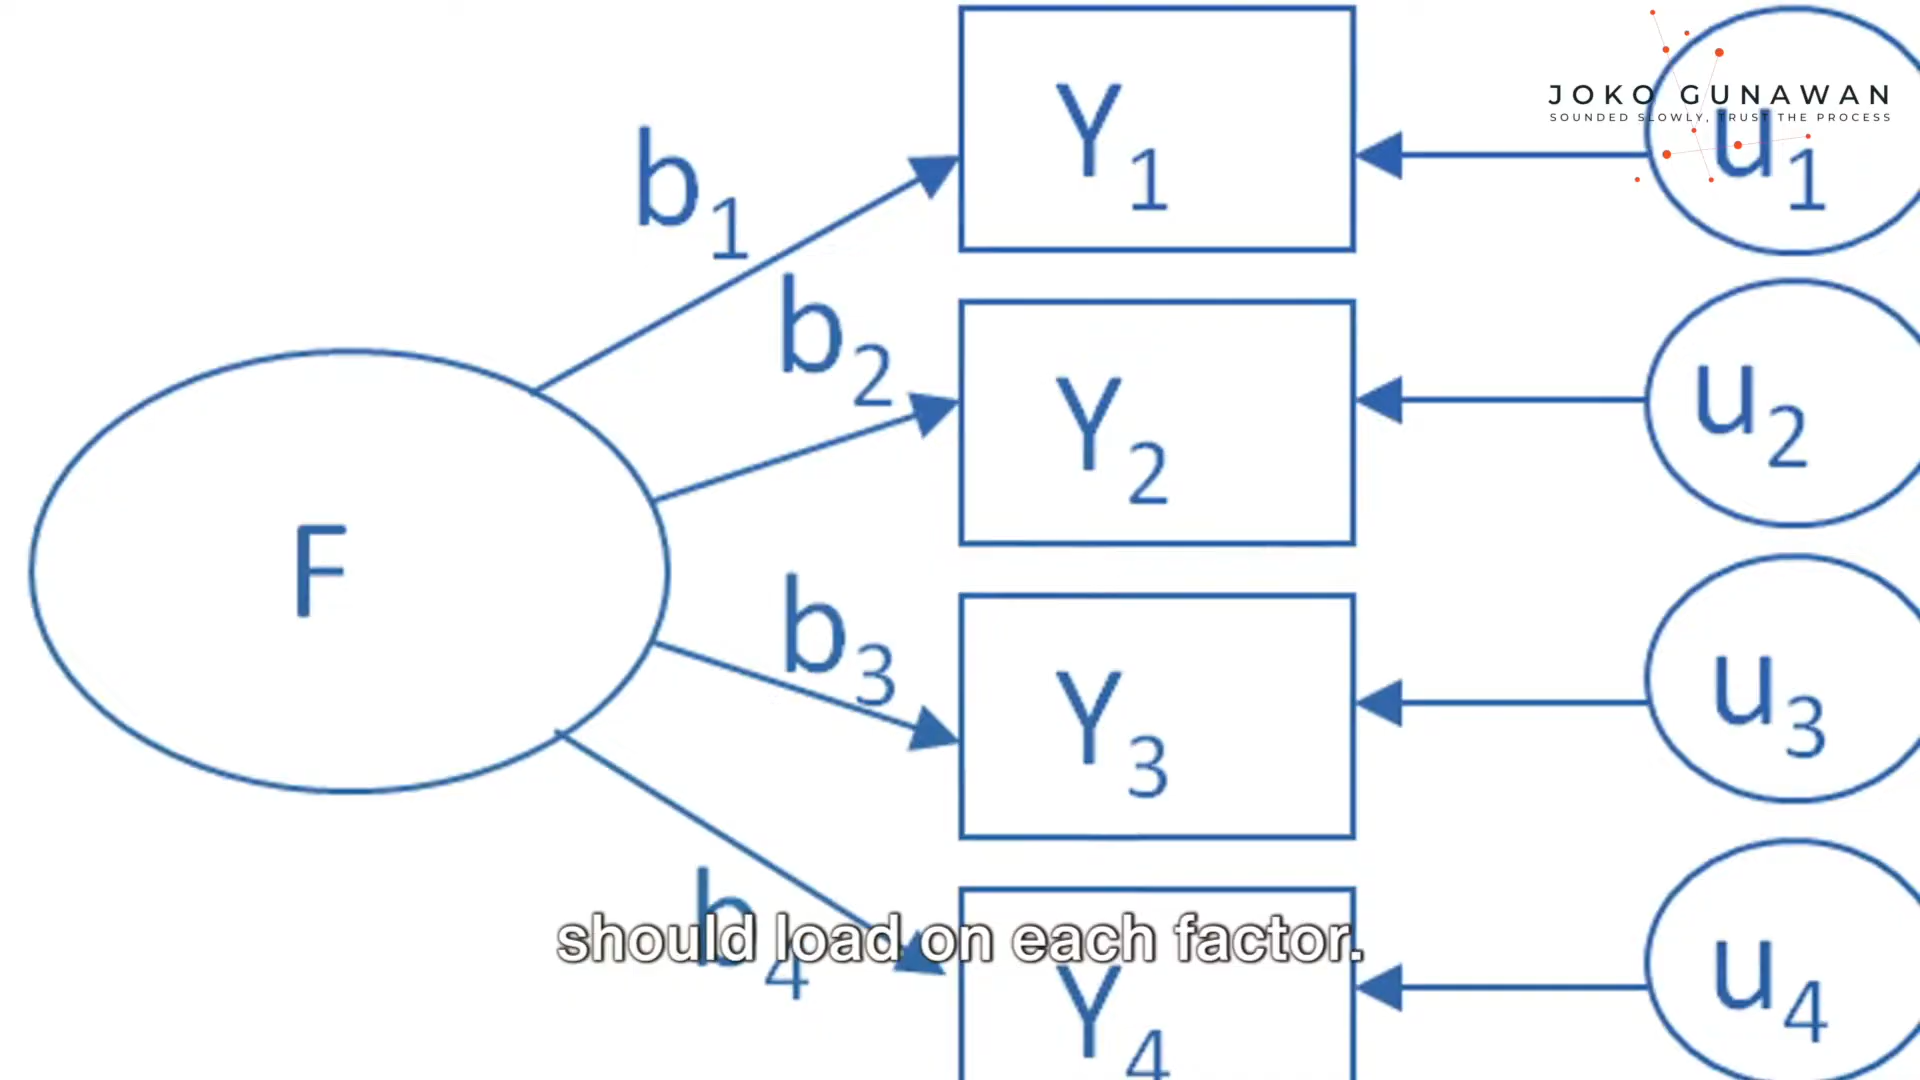 JOKO GUNAWAN
SOUNDED SLOWLY, TRUST THE PROCESS
b1
Y1
u1
b2
Y2
u2
F
b3
Y3
u3
b4
should load on each factor.
Y4
u4